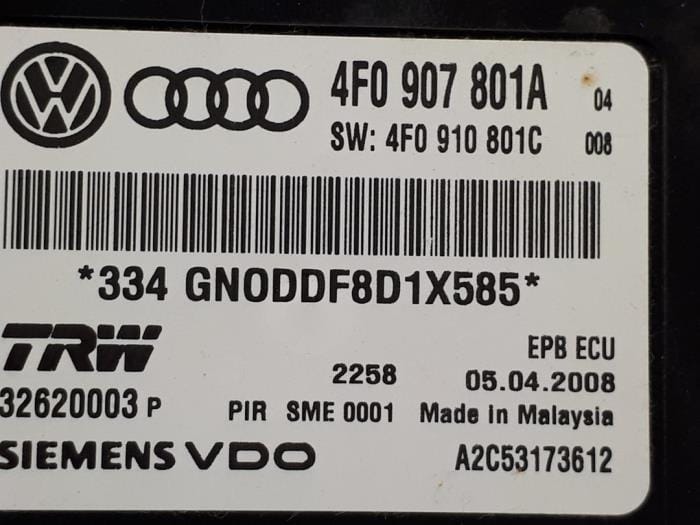 4F0 907 801A 04
SW: 4F0 910 801C 008
*334 GNODDF8D1X585*
TRW EPB ECU
2258 05.04.2008
32620003 P PIR SME 0001 Made In Malaysia
SIEMENS VDO A2C53173612